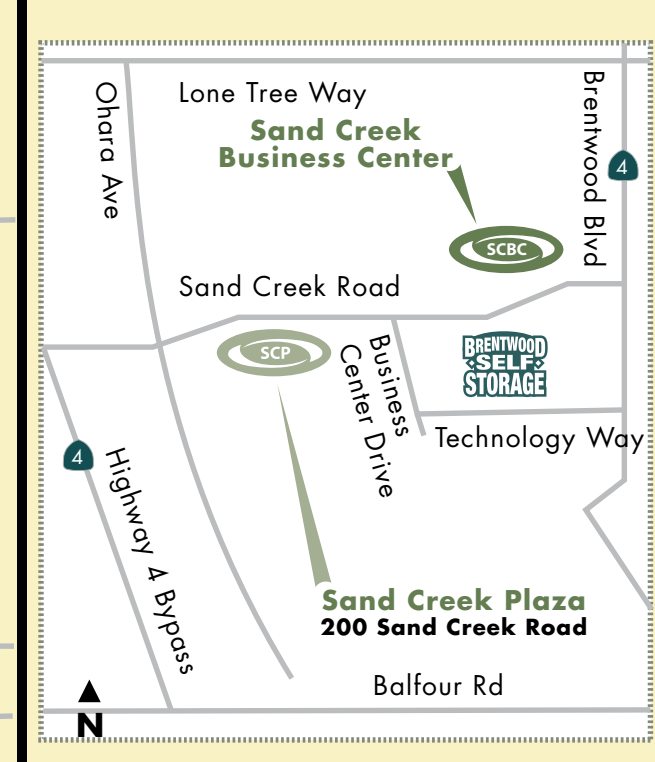 Lone Tree Way
Ohara Ave
Brentwood Blvd
Sand Creek
Business Center
4
SCBC
Sand Creek Road
SCP
Business
Center Drive
BRENTWOOD
SELF
STORAGE
Technology Way
4
Highway 4 Bypass
Sand Creek Plaza
200 Sand Creek Road
Balfour Rd
N